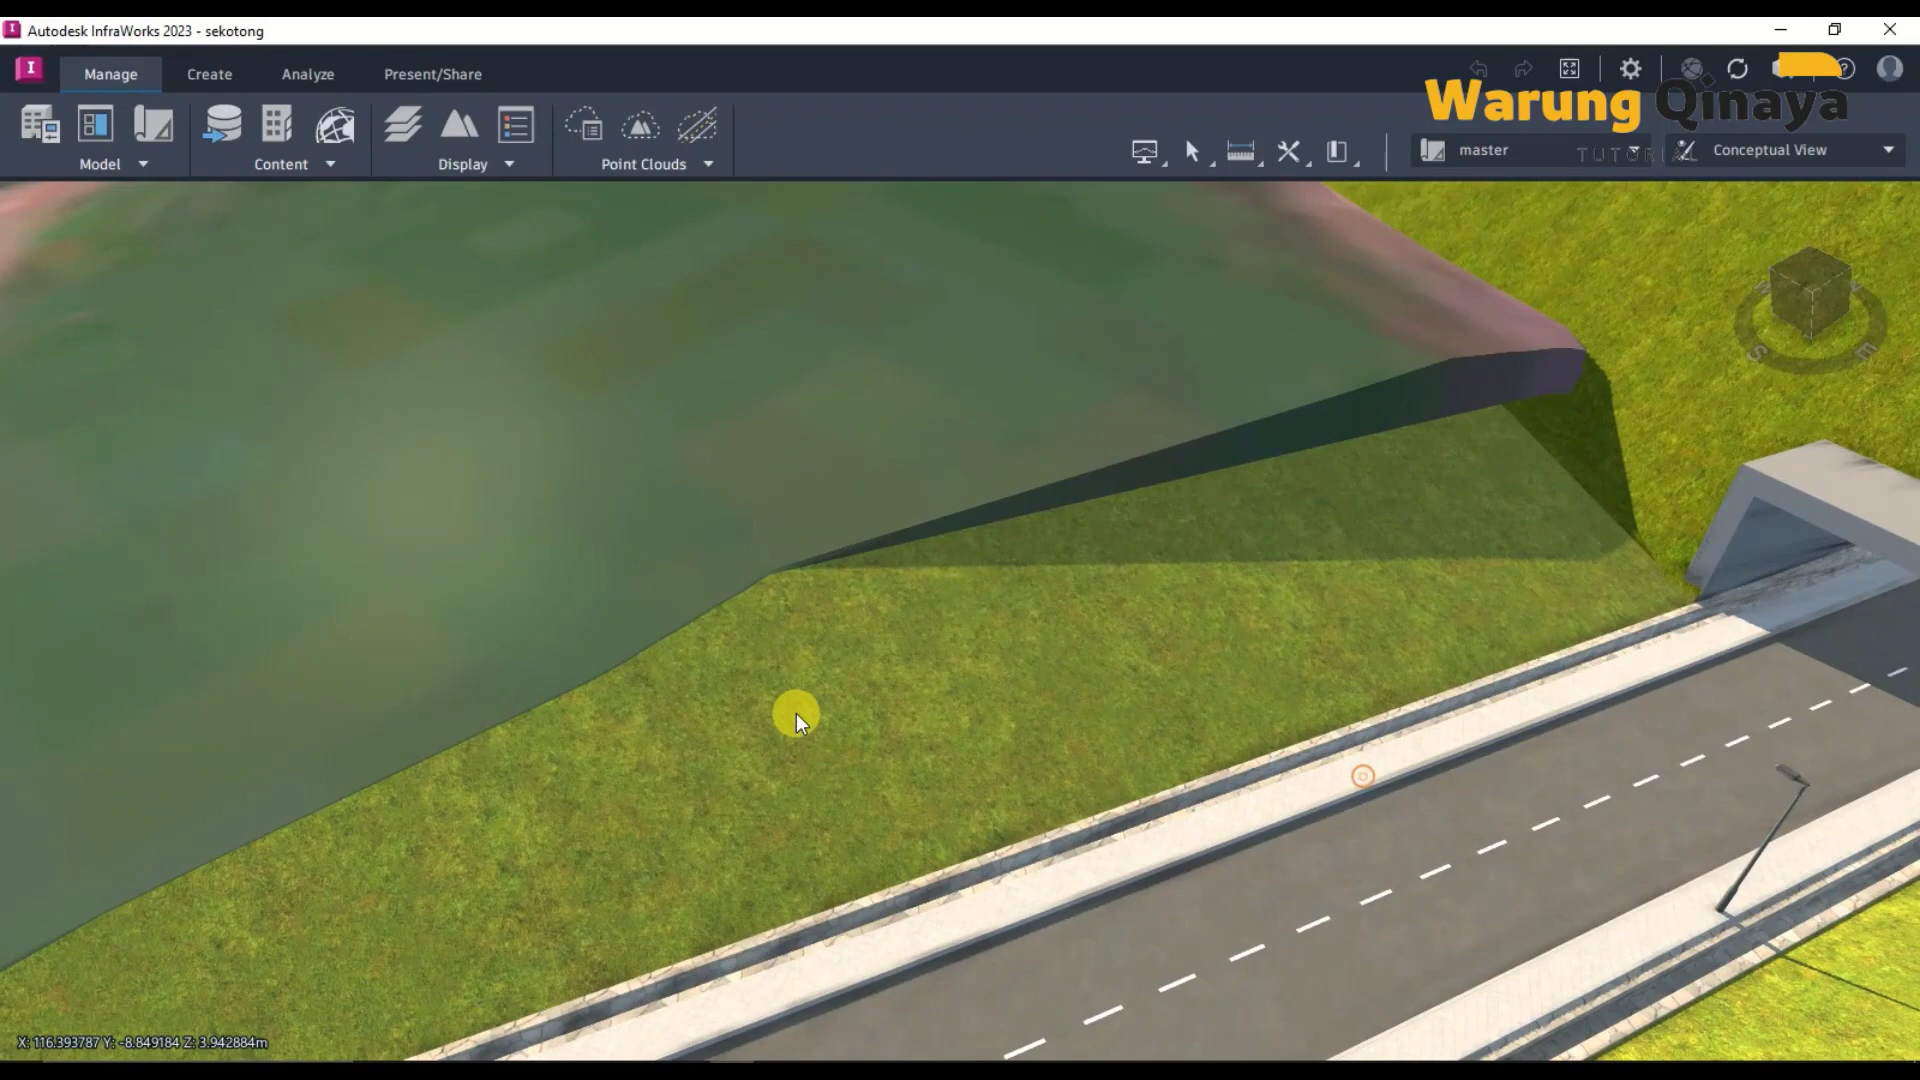 Autodesk InfraWorks 2023 - sekotong
I
Manage
Create
Analyze
Present/Share
Warung Qinaya
TUTORIAL
Model
Content
Display
Point Clouds
master
Conceptual View
S
E
X: 116.393787 Y: -8.849184 Z: 3.942884m